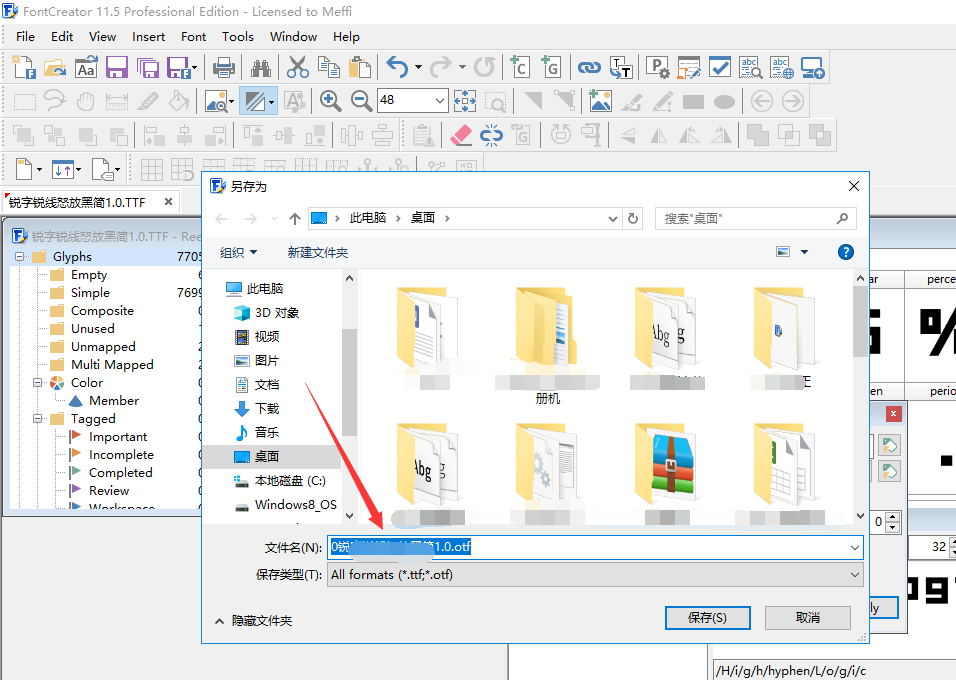 FontCreator 11.5 Professional Edition - Licensed to Meffi
File Edit View Insert Font Tools Window Help
48
锐字锐线怒放黑简1.0.TTF
锐字锐线怒放黑简1.0.TTF - Re
Glyphs 7705
Empty
Simple 7699
Composite
Unused
Unmapped
Multi Mapped
Color
Member
Tagged
Important
Incomplete
Completed
Review
Workspace
另存为
此电脑 桌面
搜索"桌面"
组织 新建文件夹
此电脑
3D 对象
视频
图片
文档
下载
音乐
桌面
本地磁盘 (C:)
Windows8_OS
Abg
册机
Abg
文件名(N):
1.0.otf
保存类型(T): All formats (*.ttf;*.otf)
隐藏文件夹
保存(S) 取消
ar perce
%
en perio
0
32
ly
/H/i/g/h/hyphen/L/o/g/i/c